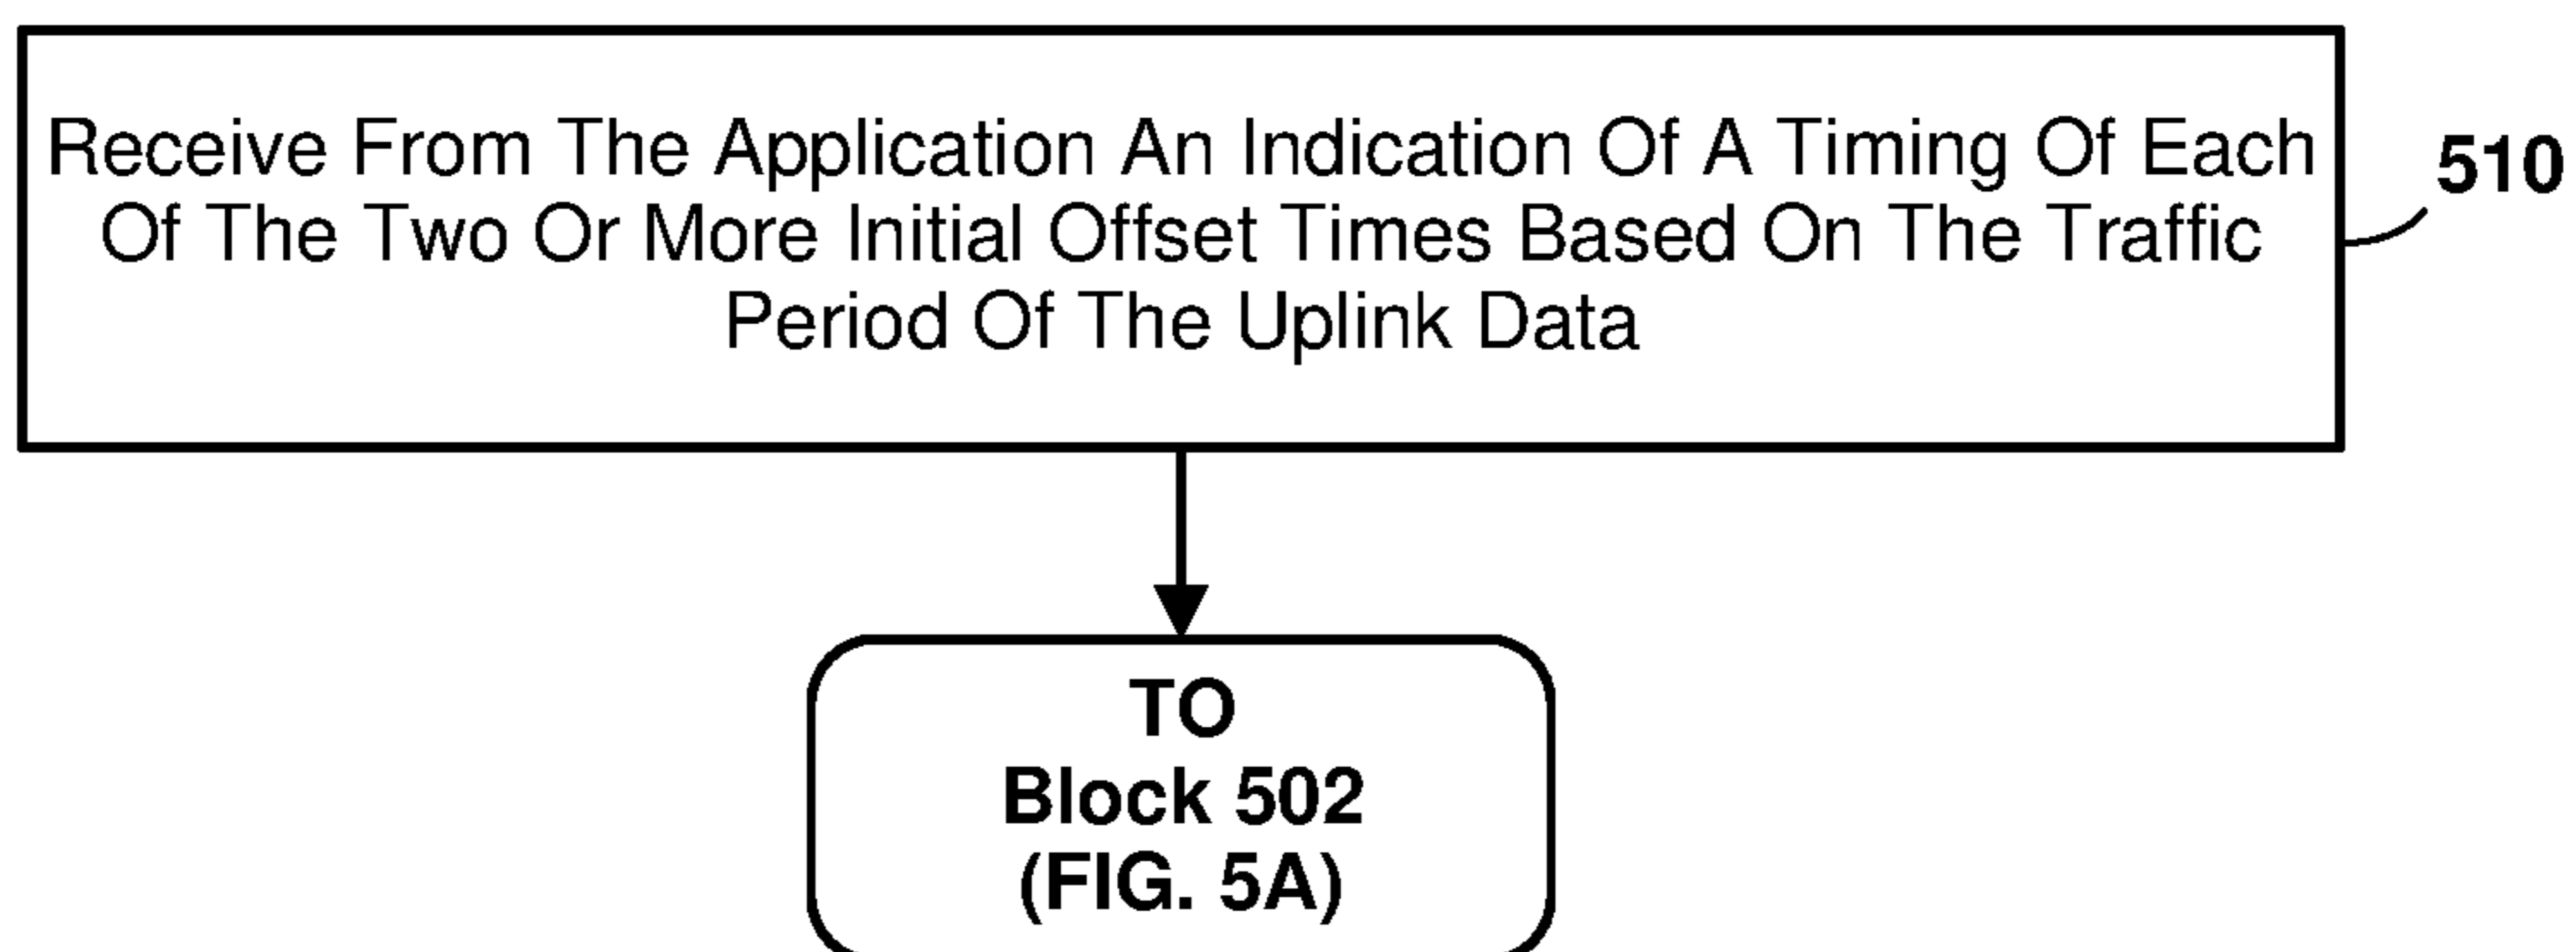 Receive From The Application An Indication Of A Timing Of Each
Of The Two Or More Initial Offset Times Based On The Traffic
Period Of The Uplink Data
510
TO
Block 502
(FIG. 5A)